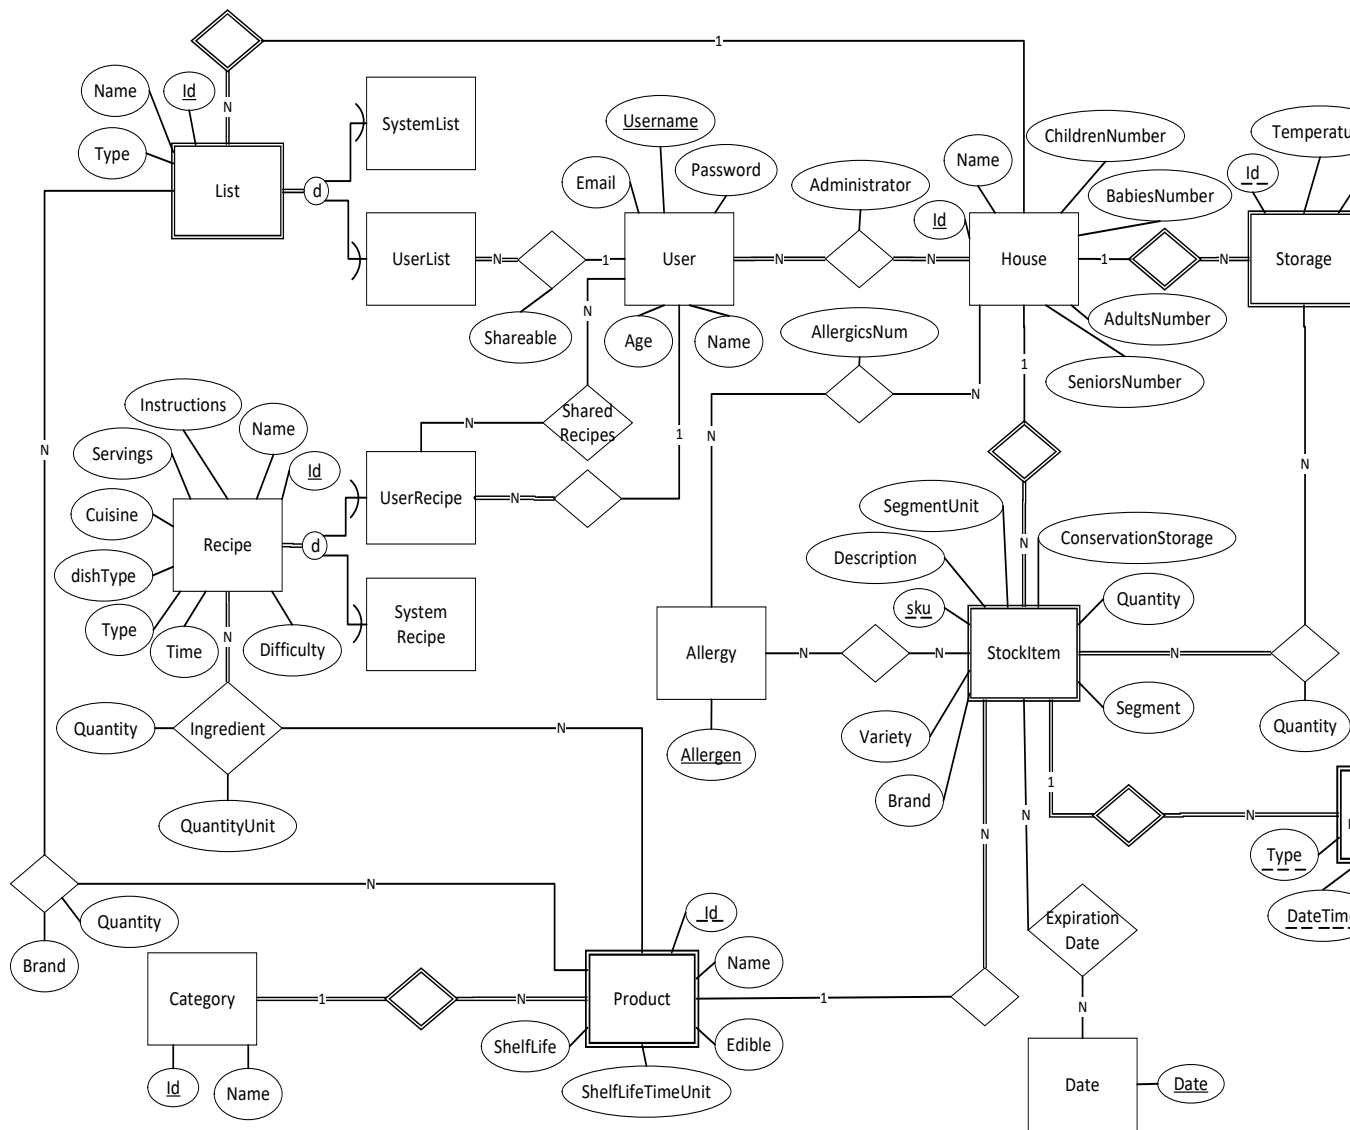 1
N
Name
Id
Type
List
d
SystemList
UserList
N
1
Shareable
Username
Email
Password
User
Age
Name
N
Administrator
N
Name
ChildrenNumber
Id
BabiesNumber
House
AdultsNumber
SeniorsNumber
1
N
Id
Storage
AllergicsNum
N
N
1
N
Shared
Recipes
N
1
N
Instructions
Name
Servings
Id
Cuisine
Recipe
dishType
Type
Time
Difficulty
d
UserRecipe
N
System
Recipe
N
Quantity
Ingredient
N
QuantityUnit
N
Allergy
Allergen
N
N
SegmentUnit
N
ConservationStorage
Description
Quantity
sku
StockItem
Segment
Variety
Brand
N
N
Quantity
1
N
N
N
Type
Expiration
Date
N
Date
Date
N
Quantity
Brand
Id
Name
Product
Edible
ShelfLife
ShelfLifeTimeUnit
1
Category
1
N
Id
Name